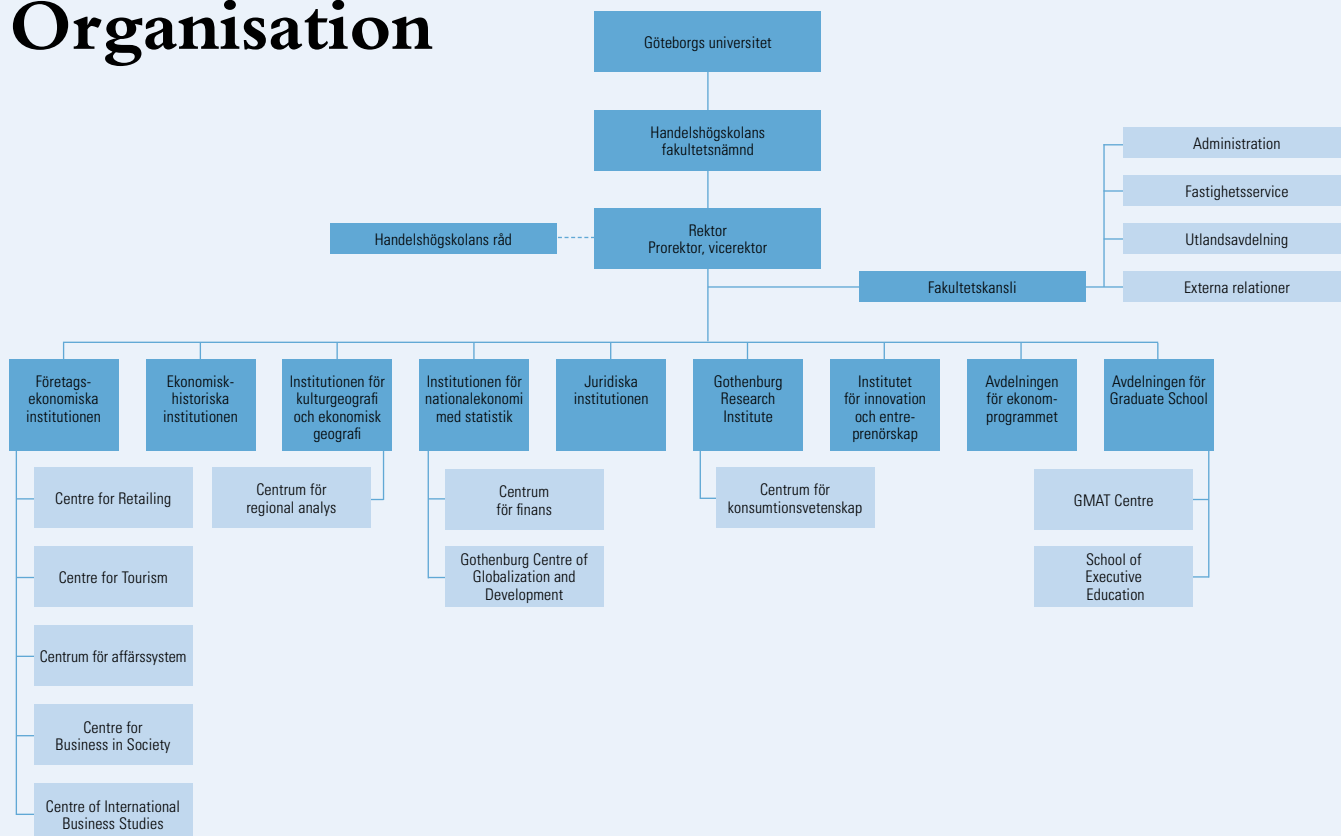 Organisation
Göteborgs universitet
Handelshögskolans
fakultetsnämnd
Handelshögskolans råd
Rektor
Prorektor, vicerektor
Fakultetskansli
Administration
Fastighetsservice
Utlandsavdelning
Externa relationer
Företags-
ekonomiska
institutionen
Ekonomisk-
historiska
institutionen
Institutionen för
kulturgeografi
och ekonomisk
geografi
Institutionen för
nationalekonomi
med statistik
Juridiska
institutionen
Gothenburg
Research
Institute
Institutet
för innovation
och entre-
prenörskap
Avdelningen
för ekonom-
programmet
Avdelningen för
Graduate School
Centre for Retailing
Centre for Tourism
Centrum för affärssystem
Centre for
Business in Society
Centre of International
Business Studies
Centrum för
regional analys
Centrum
för finans
Gothenburg Centre of
Globalization and
Development
Centrum för
konsumtionsvetenskap
GMAT Centre
School of
Executive
Education